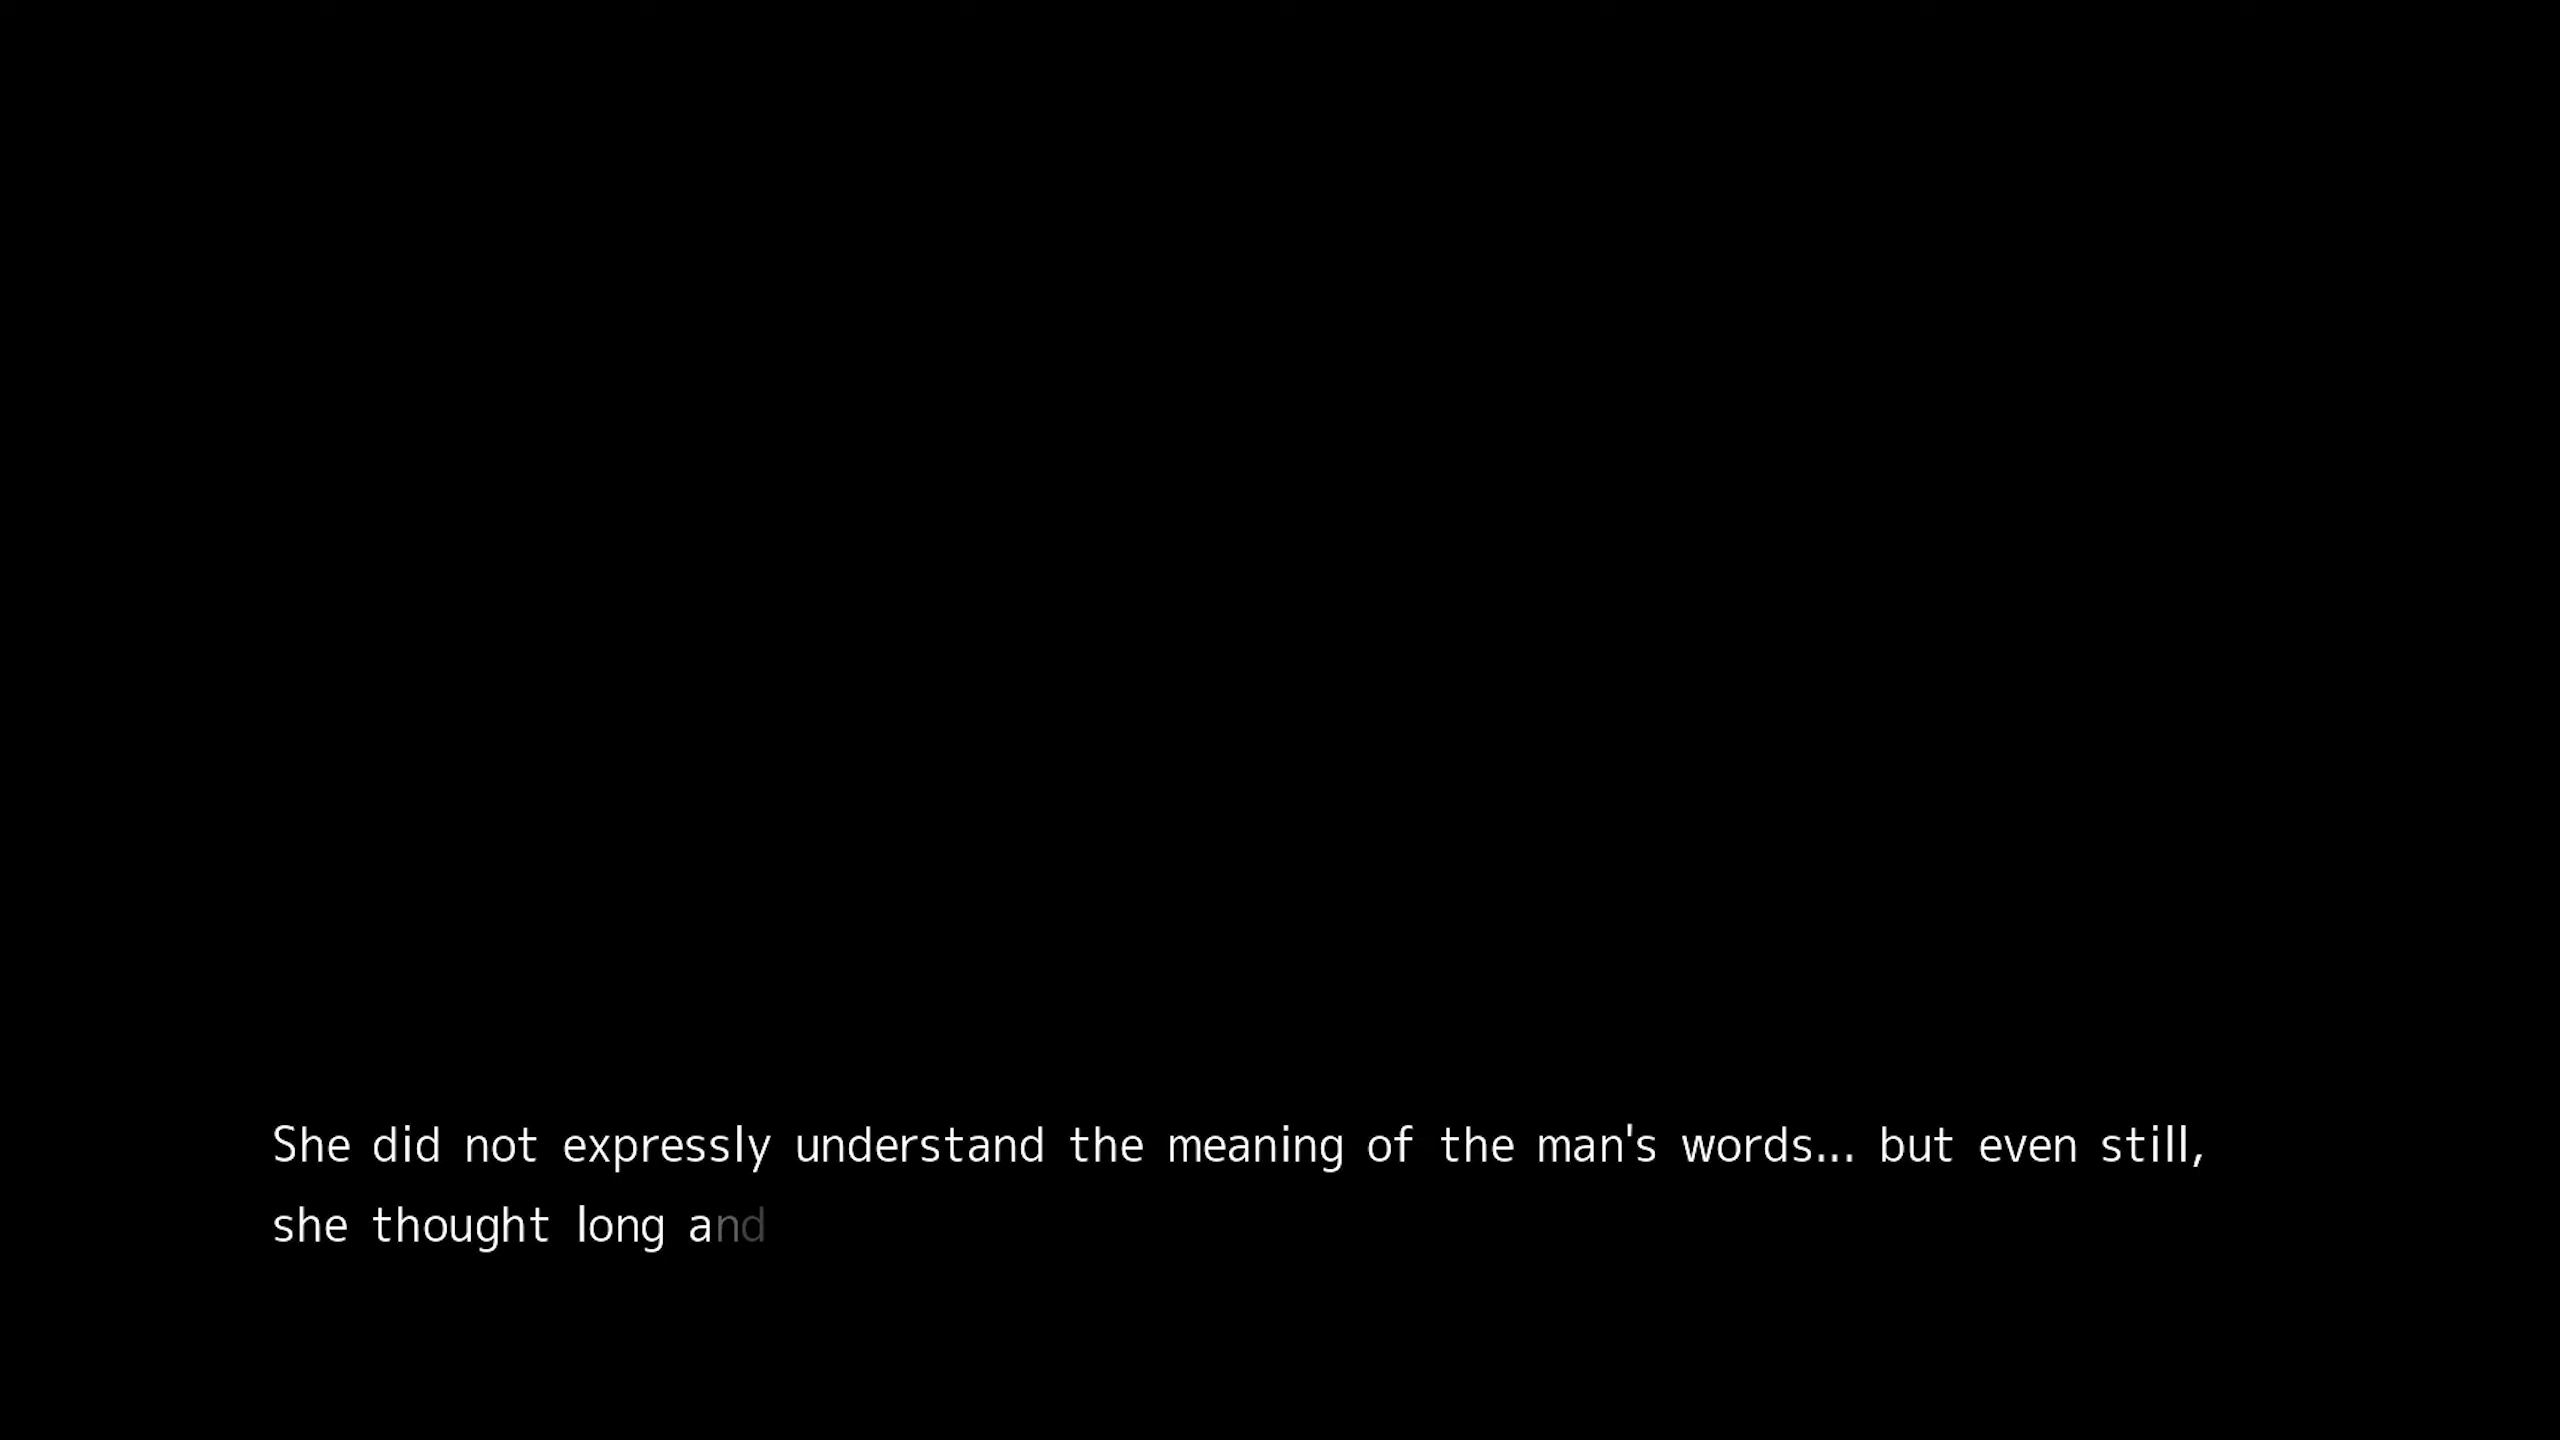 She did not expressly understand the meaning of the man's words... but even still,
she thought long and